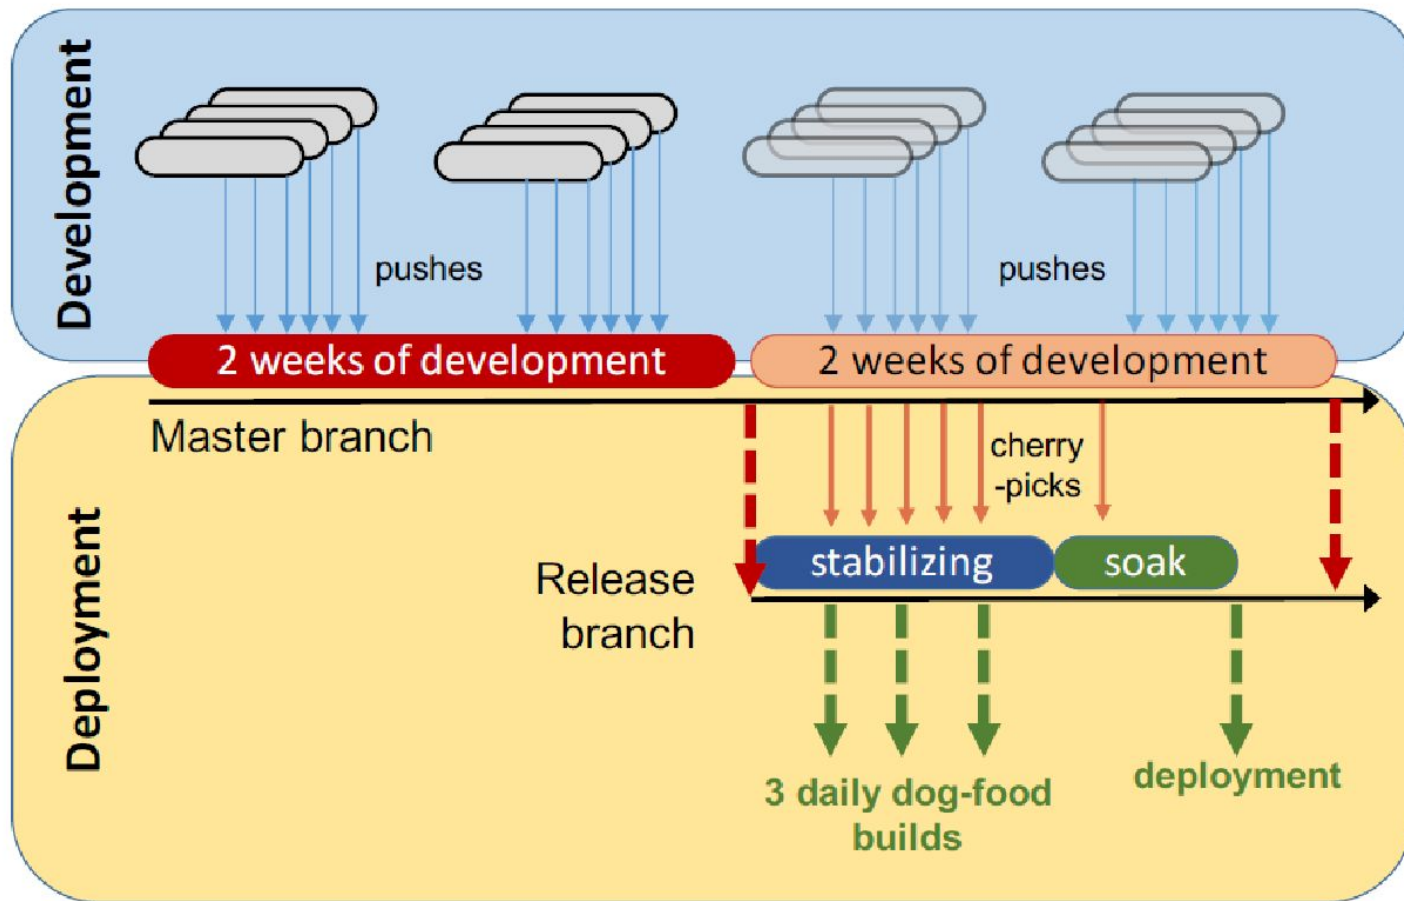 Development
pushes
pushes
2 weeks of development
2 weeks of development
Master branch
cherry
-picks
Deployment
Release
branch
stabilizing
soak
3 daily dog-food
builds
deployment